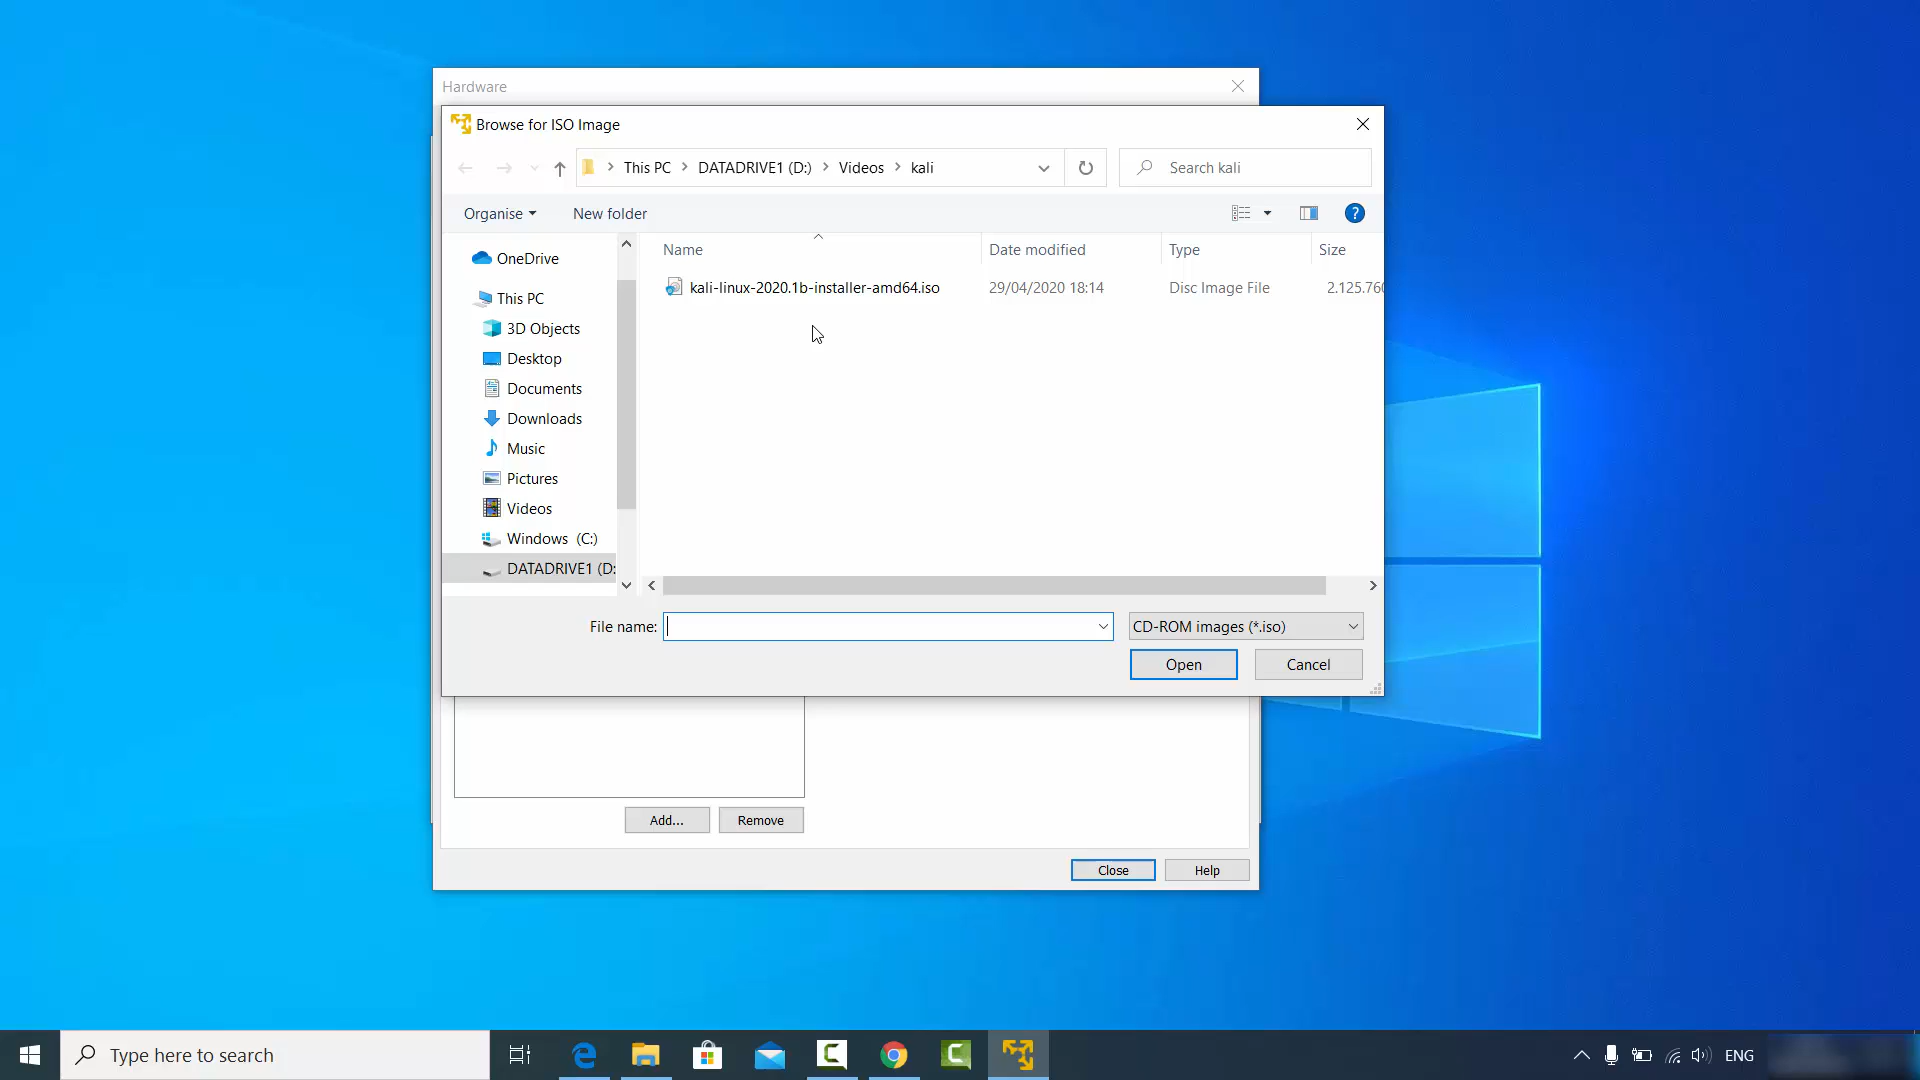 Hardware
Browse for ISO Image
This PC DATADRIVE1 (D:) Videos kali
Search kali
Organise New folder
?
Name Date modified Type Size
kali-linux-2020.1b-installer-amd64.iso 29/04/2020 18:14 Disc Image File 2.125.760
OneDrive
This PC
3D Objects
Desktop
Documents
Downloads
Music
Pictures
Videos
Windows (C:)
DATADRIVE1 (D:
File name:
CD-ROM images (*.iso)
Open Cancel
Add... Remove
Close Help
Type here to search
ENG